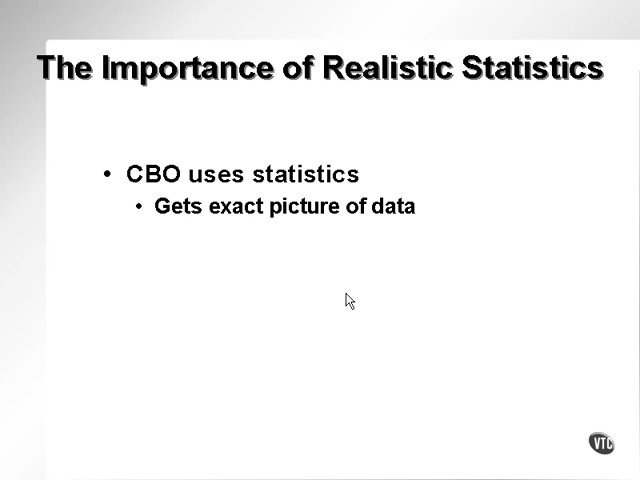 The Importance of Realistic Statistics
• CBO uses statistics
• Gets exact picture of data
VTC